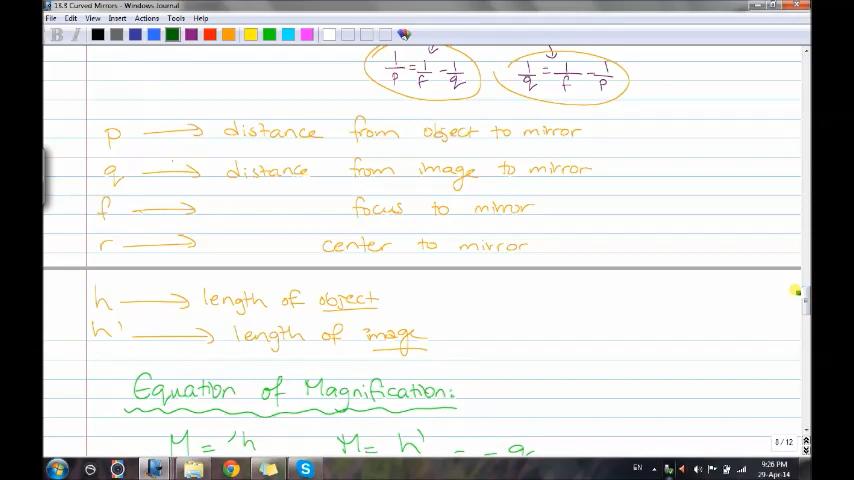 18.8 Curved Mirrors - Windows Journal
File Edit View Insert Actions Tools Help
1/p = 1/f - 1/q 1/q = 1/f - 1/p
p → distance from object to mirror
q → distance from image to mirror
f → focus to mirror
r → center to mirror
h → length of object
h' → length of image
Equation of Magnification:
M = 'h M = h' = - q
8 / 12
EN 9:26 PM
29-Apr-14